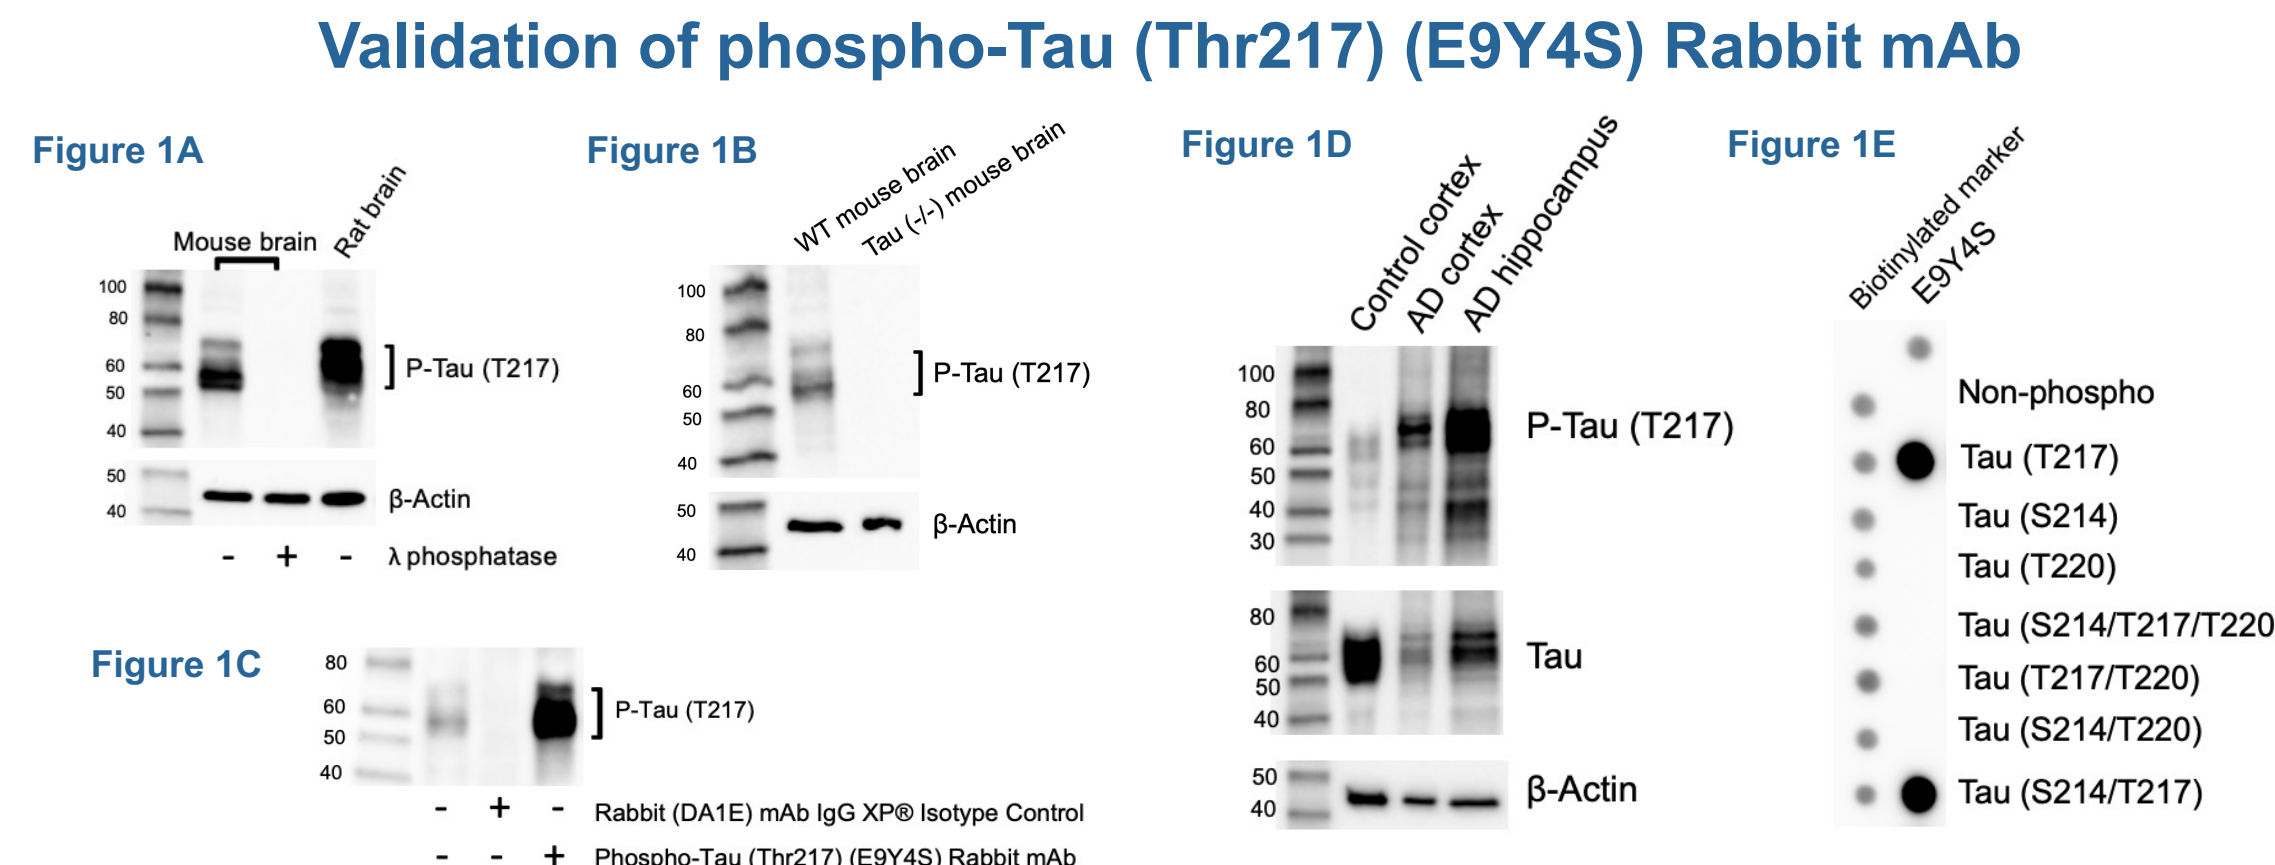 Validation of phospho-Tau (Thr217) (E9Y4S) Rabbit mAb
Figure 1A
Mouse brain
Rat brain
100
80
60
50
40
P-Tau (T217)
50
40
β-Actin
- + - λ phosphatase
Figure 1B
WT mouse brain
Tau (-/-) mouse brain
100
80
60
50
40
P-Tau (T217)
50
40
β-Actin
Figure 1C
80
60
50
40
P-Tau (T217)
- + - Rabbit (DA1E) mAb IgG XP® Isotype Control
- - + Phospho-Tau (Thr217) (E9Y4S) Rabbit mAb
Figure 1D
Control cortex
AD cortex
AD hippocampus
100
80
60
50
40
30
P-Tau (T217)
80
60
50
40
Tau
50
40
β-Actin
Figure 1E
Biotinylated marker
E9Y4S
Non-phospho
Tau (T217)
Tau (S214)
Tau (T220)
Tau (S214/T217/T220
Tau (T217/T220)
Tau (S214/T220)
Tau (S214/T217)